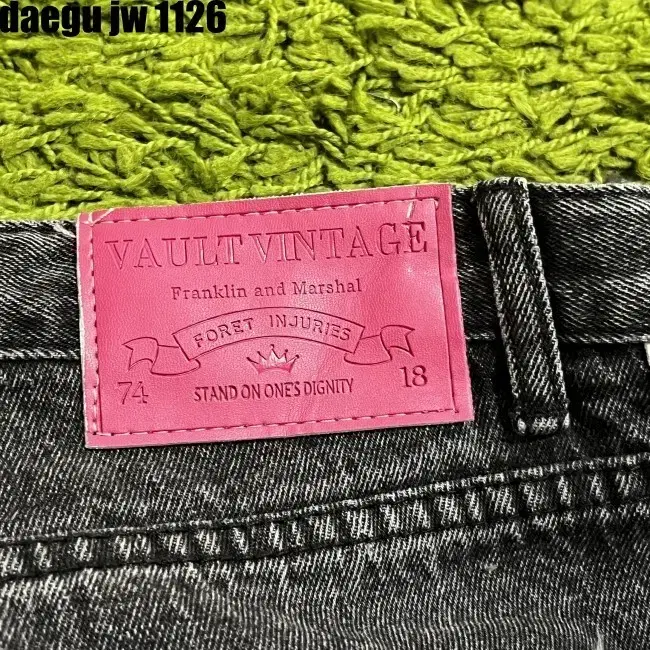 daegu jw 1126
VAULT VINTAGE
Franklin and Marshal
FORET INJURIES
74 18
STAND ON ONE'S DIGNITY